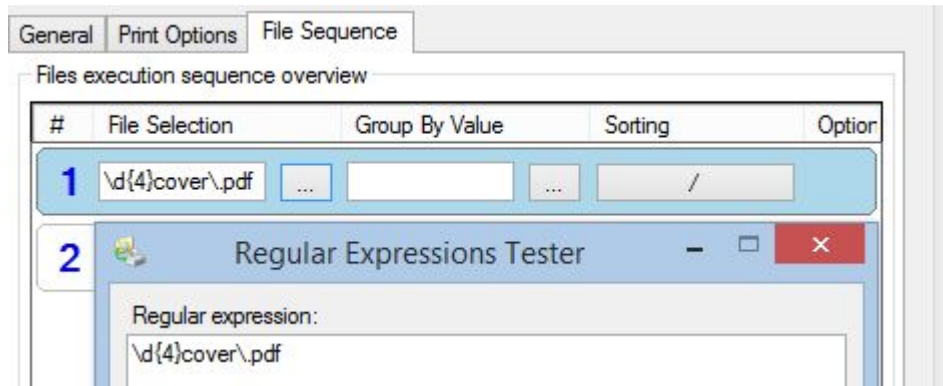 General Print Options File Sequence
Files execution sequence overview
# File Selection Group By Value Sorting Option
1 \d{4}cover\.pdf ... ... /
2 Regular Expressions Tester
Regular expression:
\d{4}cover\.pdf